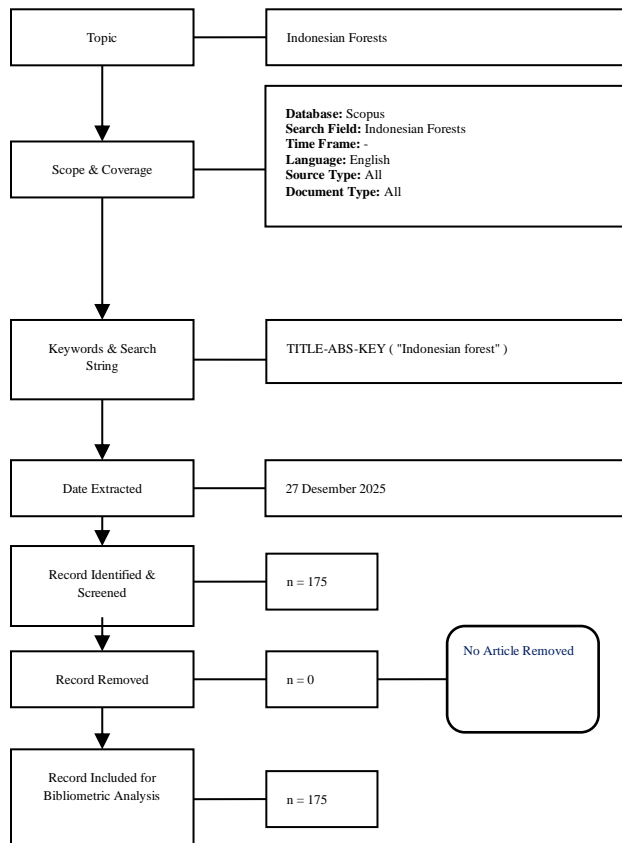 Topic
Indonesian Forests
Scope & Coverage
Database: Scopus
Search Field: Indonesian Forests
Time Frame: -
Language: English
Source Type: All
Document Type: All
Keywords & Search
String
TITLE-ABS-KEY ( "Indonesian forest" )
Date Extracted
27 Desember 2025
Record Identified &
Screened
n = 175
Record Removed
n = 0
No Article Removed
Record Included for
Bibliometric Analysis
n = 175